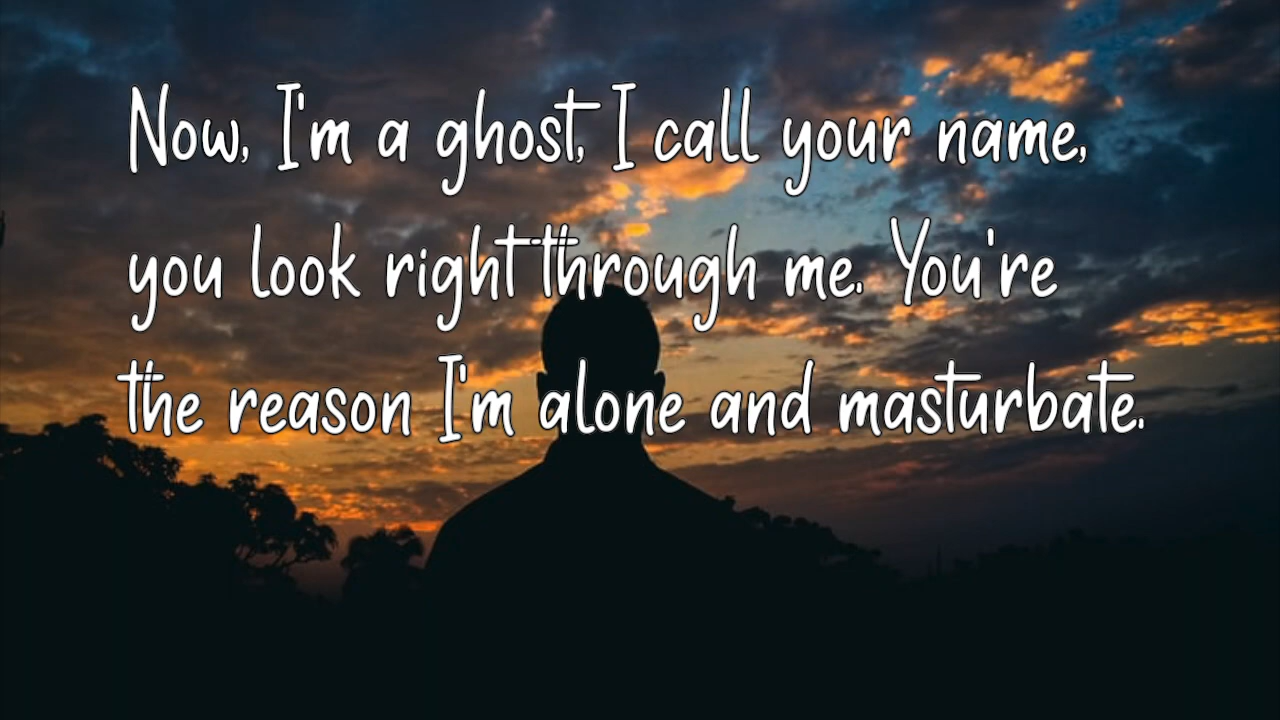 Now, I'm a ghost, I call your name,
you look right through me. You're
the reason I'm alone and masturbate.